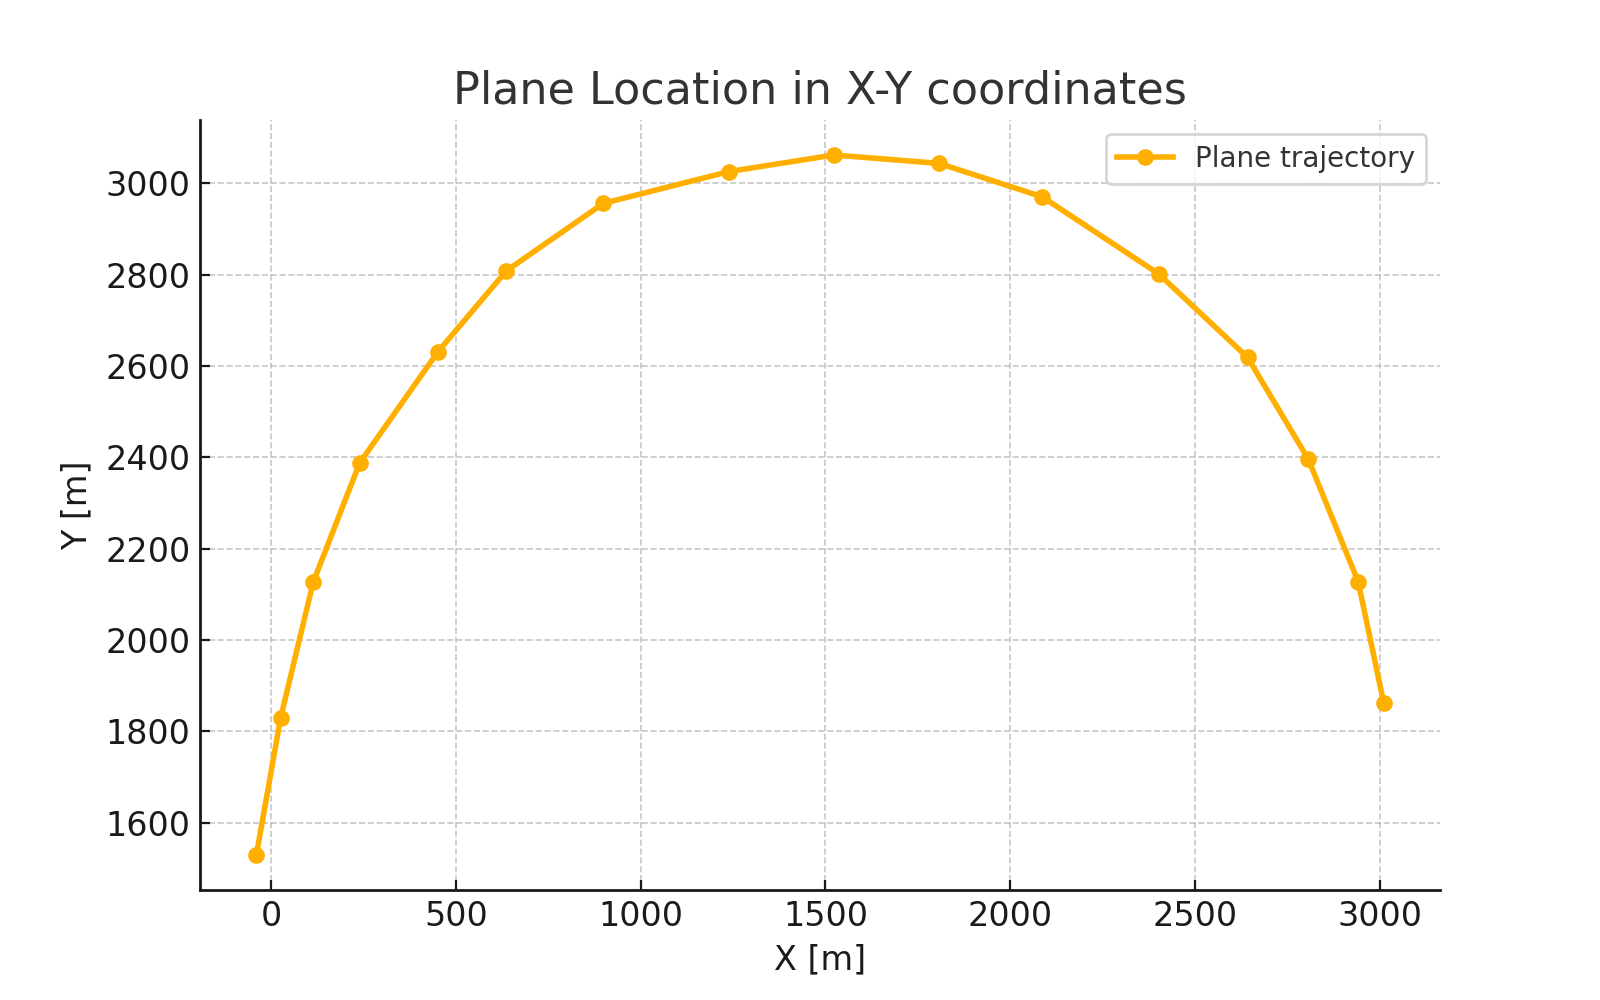 Plane Location in X-Y coordinates
Plane trajectory
Y [m]
3000
2800
2600
2400
2200
2000
1800
1600
0 500 1000 1500 2000 2500 3000
X [m]